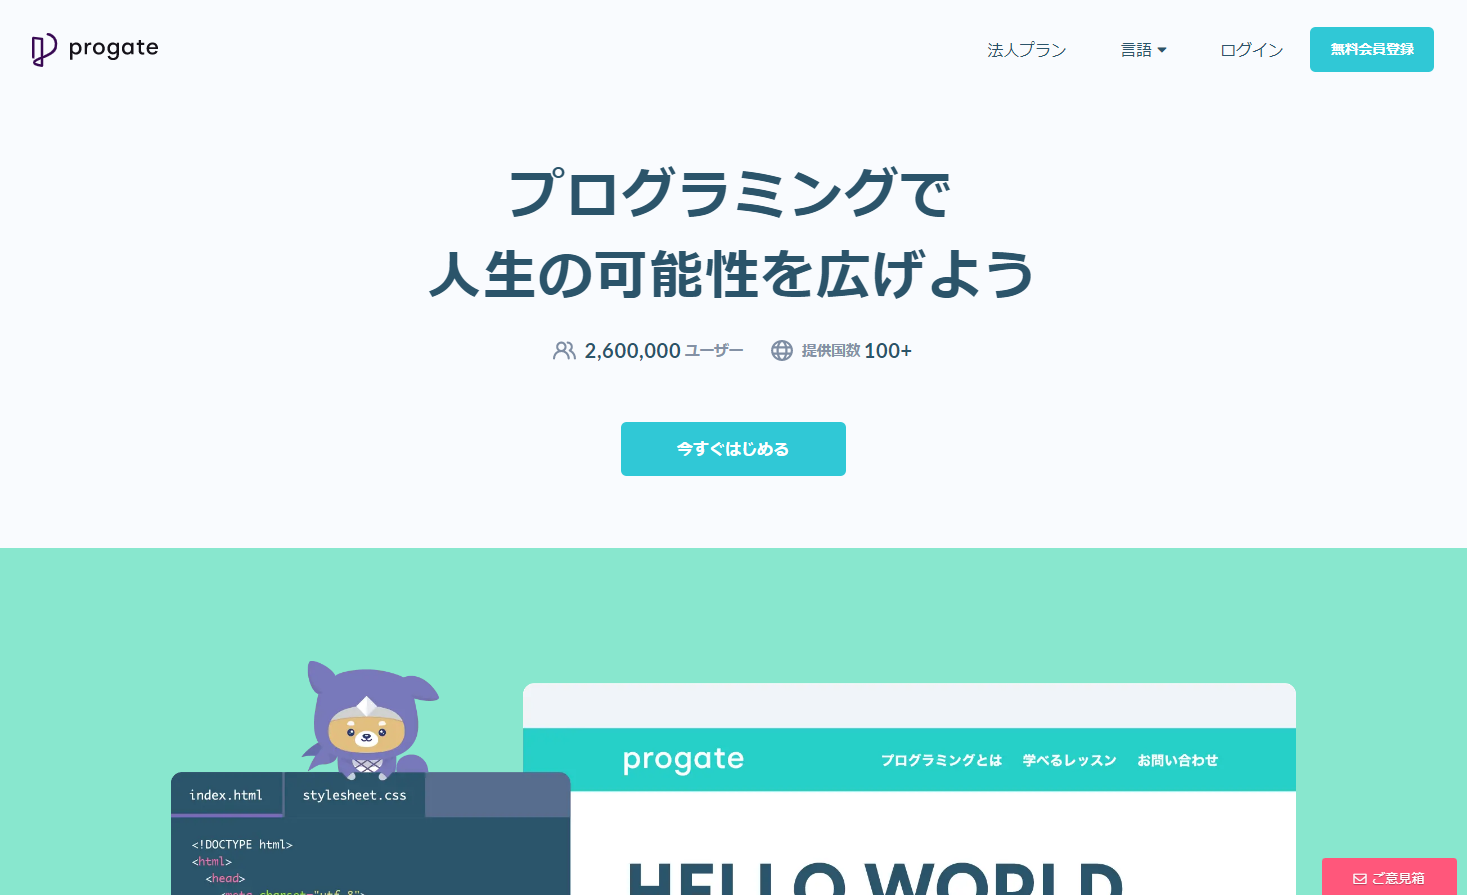 progate
法人プラン
言語
ログイン
無料会員登録
プログラミングで
人生の可能性を広げよう
2,600,000 ユーザー
提供国数 100+
今すぐはじめる
progate
プログラミングとは
学べるレッスン
お問い合わせ
index.html
stylesheet.css
<!DOCTYPE html>
<html>
<head>
<meta charset="utf-8">
HELLO WORLD
ご意見箱